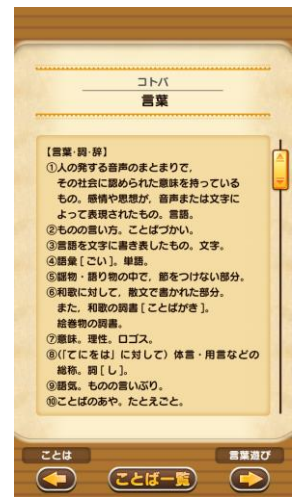 コトバ
言葉
【言葉・詞・辞】
①人の発する音声のまとまりで，
その社会に認められた意味を持っている
もの。感情や思想が，音声または文字に
よって表現されたもの。言語。
②ものの言い方。ことばづかい。
③言語を文字に書き表したもの。文字。
④語彙［ごい］。単語。
⑤謡物・語り物の中で，節をつけない部分。
⑥和歌に対して，散文で書かれた部分。
また，和歌の詞書［ことばがき］。
絵巻物の詞書。
⑦意味。理性。ロゴス。
⑧(「てにをは」に対して）体言・用言などの
総称。詞［し］。
⑨語気。ものの言いぶり。
⑩ことばのあや。たとえごと。
ことは
言葉遊び
ことば一覧